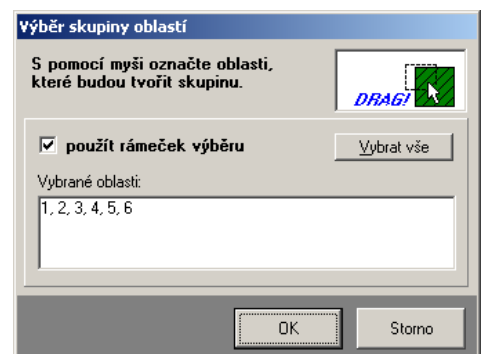 Výběr skupiny oblastí
S pomocí myši označte oblasti,
které budou tvořit skupinu.
DRAG!
použít rámeček výběru
Vybrat vše
Vybrané oblasti:
1, 2, 3, 4, 5, 6
OK
Storno